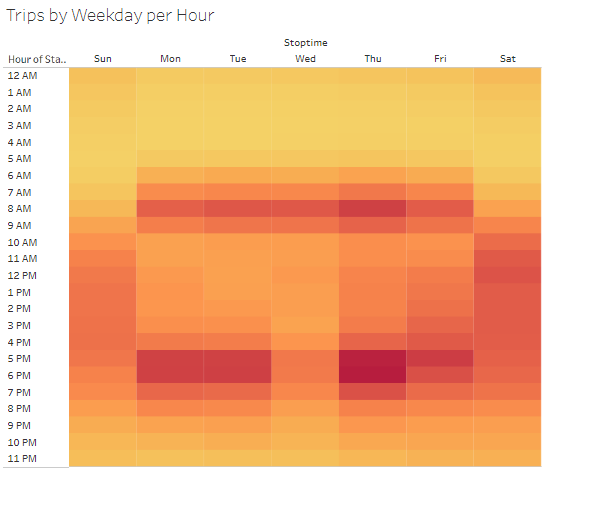 Trips by Weekday per Hour
Stoptime
Hour of Sta.. Sun Mon Tue Wed Thu Fri Sat
12 AM
1 AM
2 AM
3 AM
4 AM
5 AM
6 AM
7 AM
8 AM
9 AM
10 AM
11 AM
12 PM
1 PM
2 PM
3 PM
4 PM
5 PM
6 PM
7 PM
8 PM
9 PM
10 PM
11 PM